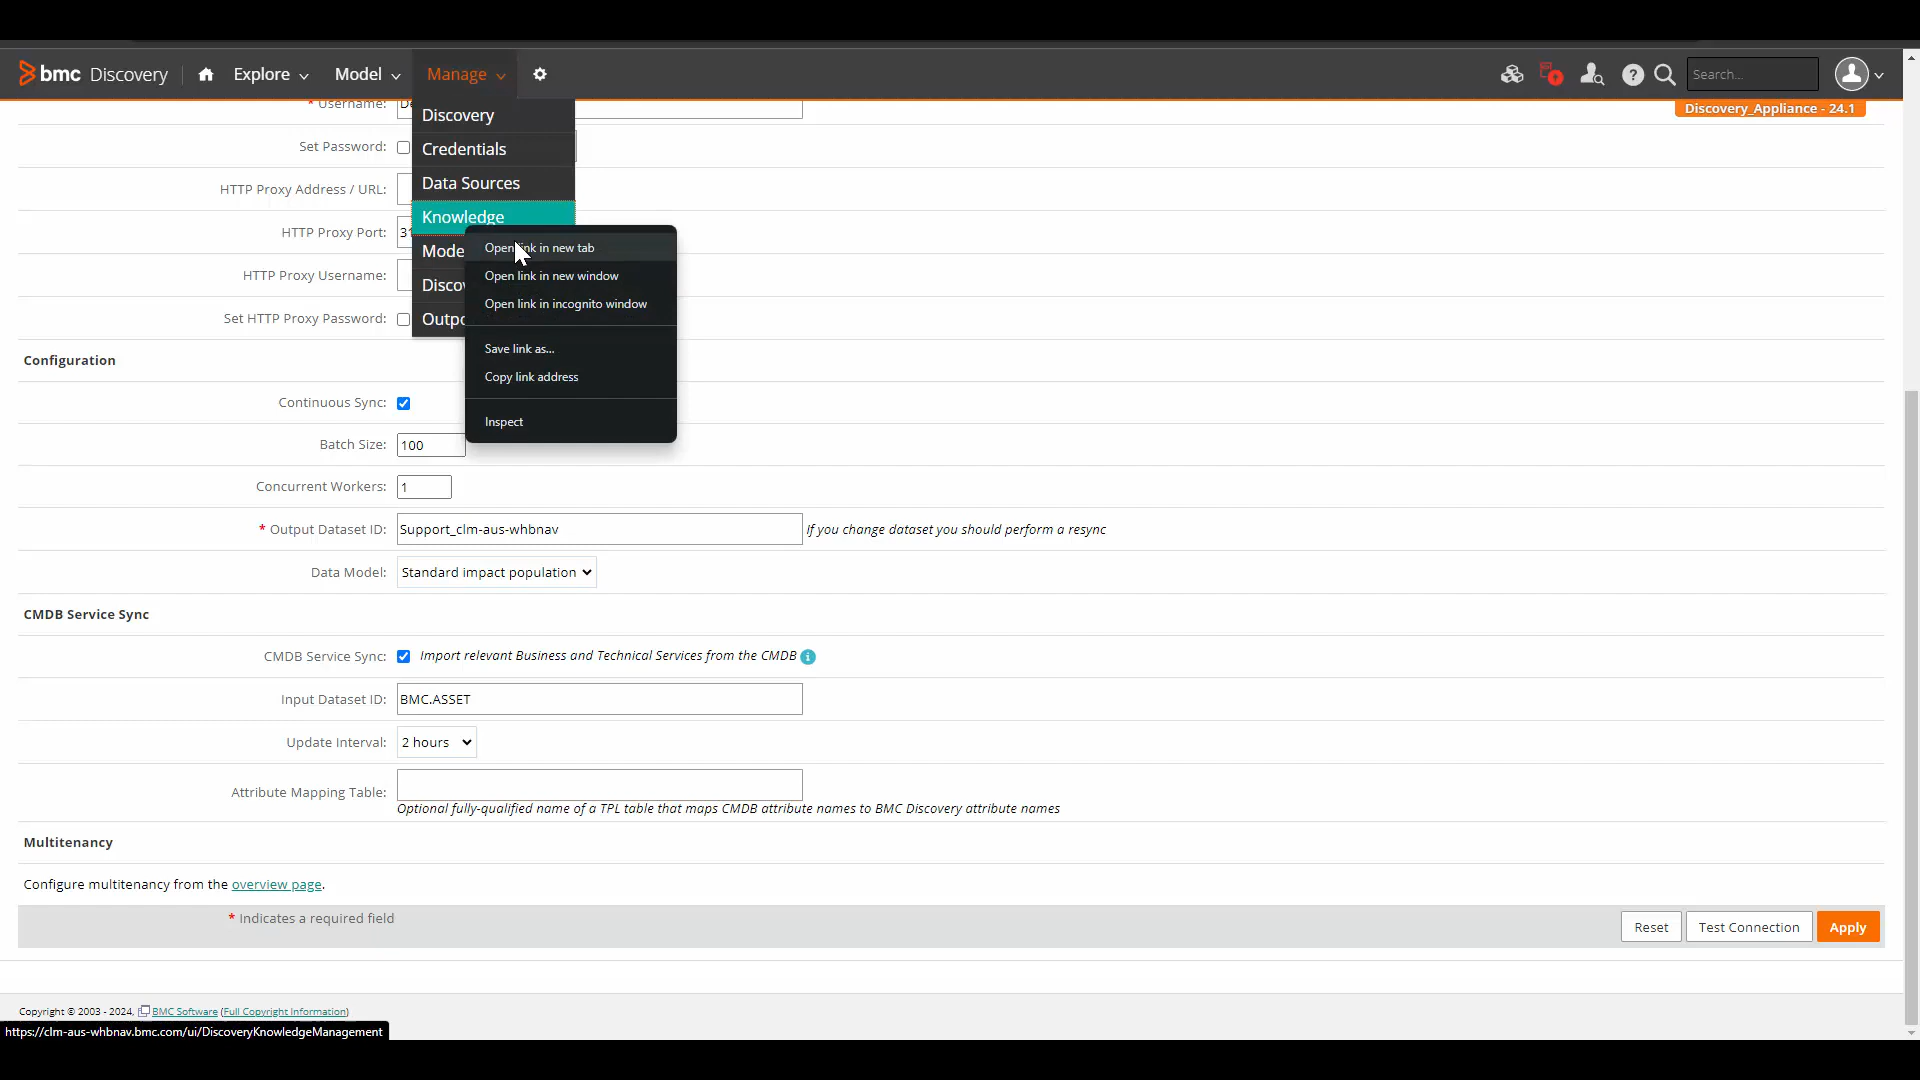 bmc Discovery Explore Model Manage Search...
* Username: De
Discovery_Appliance - 24.1
Discovery
Set Password:
Credentials
HTTP Proxy Address / URL:
Data Sources
Knowledge
HTTP Proxy Port: 31
Mode
Open link in new tab
HTTP Proxy Username:
Disco
Open link in new window
Open link in incognito window
Set HTTP Proxy Password:
Outpo
Save link as...
Copy link address
Inspect
Configuration
Continuous Sync:
Batch Size: 100
Concurrent Workers: 1
* Output Dataset ID: Support_clm-aus-whbnav If you change dataset you should perform a resync
Data Model: Standard impact population
CMDB Service Sync
CMDB Service Sync: Import relevant Business and Technical Services from the CMDB
Input Dataset ID: BMC.ASSET
Update Interval: 2 hours
Attribute Mapping Table:
Optional fully-qualified name of a TPL table that maps CMDB attribute names to BMC Discovery attribute names
Multitenancy
Configure multitenancy from the overview page.
* Indicates a required field
Reset Test Connection Apply
Copyright © 2003 - 2024, BMC Software (Full Copyright Information)
https://clm-aus-whbnav.bmc.com/ui/DiscoveryKnowledgeManagement